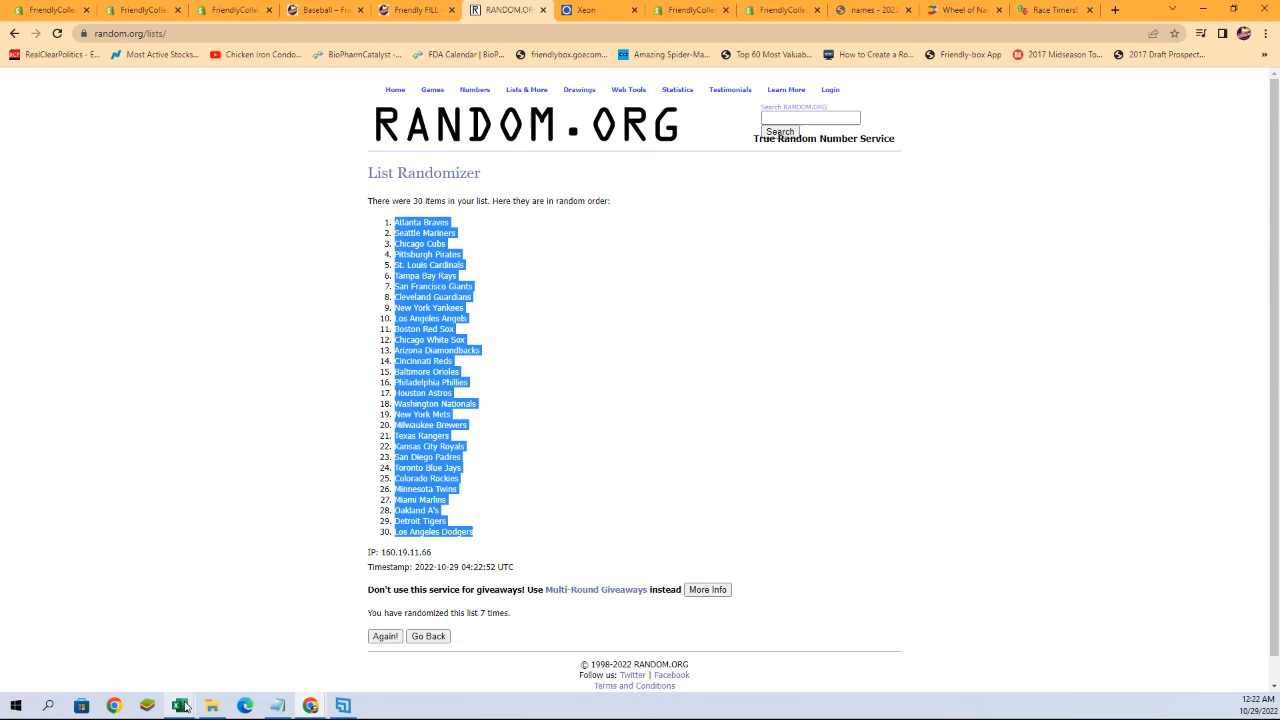 FriendlyColle
FriendlyColle
FriendlyColle
Baseball – Fr
Friendly FILL
RANDOM.OR
Xeon
FriendlyColle
FriendlyColle
names - 202
Wheel of Na
Race Timers!
random.org/lists/
RealClearPolitics - E...
Most Active Stocks...
Chicken Iron Condo...
BioPharmCatalyst -...
FDA Calendar | BioP...
friendlybox.goecom...
Amazing Spider-Ma...
Top 60 Most Valuab...
How to Create a Ro...
Friendly-box App
2017 Midseason To...
2017 Draft Prospect...
»
Home Games Numbers Lists & More Drawings Web Tools Statistics Testimonials Learn More Login
RANDOM.ORG
Search RANDOM.ORG
Search
True Random Number Service
List Randomizer
There were 30 items in your list. Here they are in random order:
1. Atlanta Braves
2. Seattle Mariners
3. Chicago Cubs
4. Pittsburgh Pirates
5. St. Louis Cardinals
6. Tampa Bay Rays
7. San Francisco Giants
8. Cleveland Guardians
9. New York Yankees
10. Los Angeles Angels
11. Boston Red Sox
12. Chicago White Sox
13. Arizona Diamondbacks
14. Cincinnati Reds
15. Baltimore Orioles
16. Philadelphia Phillies
17. Houston Astros
18. Washington Nationals
19. New York Mets
20. Milwaukee Brewers
21. Texas Rangers
22. Kansas City Royals
23. San Diego Padres
24. Toronto Blue Jays
25. Colorado Rockies
26. Minnesota Twins
27. Miami Marlins
28. Oakland A's
29. Detroit Tigers
30. Los Angeles Dodgers
IP: 160.19.11.66
Timestamp: 2022-10-29 04:22:52 UTC
Don't use this service for giveaways! Use Multi-Round Giveaways instead More Info
You have randomized this list 7 times.
Again! Go Back
© 1998-2022 RANDOM.ORG
Follow us: Twitter | Facebook
Terms and Conditions
12:22 AM
10/29/2022